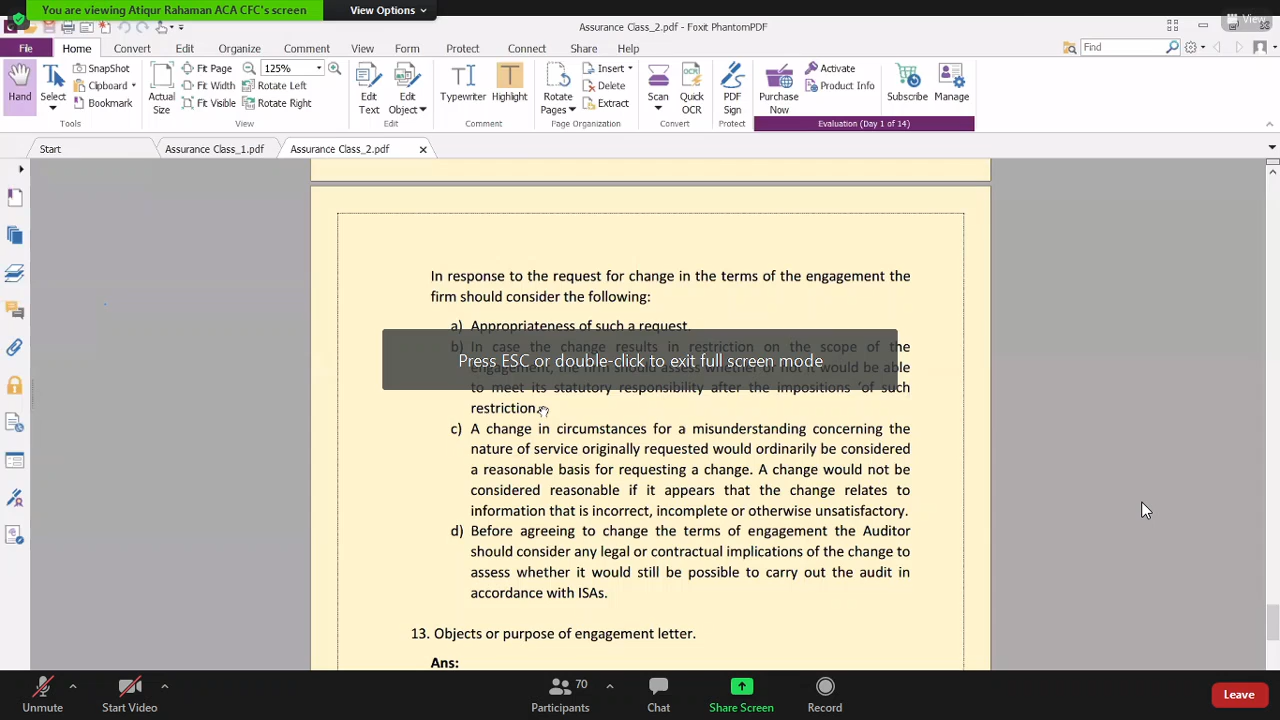 You are viewing Atiqur Rahaman ACA CFC's screen
View Options
Assurance Class_2.pdf - Foxit PhantomPDF
View
File
Home
Convert
Edit
Organize
Comment
View
Form
Protect
Connect
Share
Help
Find
Hand
Select
SnapShot
Clipboard
Bookmark
Tools
Actual Size
Fit Page
Fit Width
Fit Visible
125%
Rotate Left
Rotate Right
View
Edit Text
Edit Object
Edit
Typewriter
Highlight
Comment
Rotate Pages
Insert
Delete
Extract
Page Organization
Scan
Quick OCR
Convert
PDF Sign
Protect
Purchase Now
Activate
Product Info
Subscribe
Manage
Evaluation (Day 1 of 14)
Start
Assurance Class_1.pdf
Assurance Class_2.pdf
In response to the request for change in the terms of the engagement the
firm should consider the following:
a) Appropriateness of such a request.
b) In case the change results in restriction on the scope of the
engagement, the firm should assess whether or not it would be able
to meet its statutory responsibility after the impositions ‘of such
restriction.
Press ESC or double-click to exit full screen mode
c) A change in circumstances for a misunderstanding concerning the
nature of service originally requested would ordinarily be considered
a reasonable basis for requesting a change. A change would not be
considered reasonable if it appears that the change relates to
information that is incorrect, incomplete or otherwise unsatisfactory.
d) Before agreeing to change the terms of engagement the Auditor
should consider any legal or contractual implications of the change to
assess whether it would still be possible to carry out the audit in
accordance with ISAs.
13. Objects or purpose of engagement letter.
Ans:
Unmute
Start Video
70
Participants
Chat
Share Screen
Record
Leave